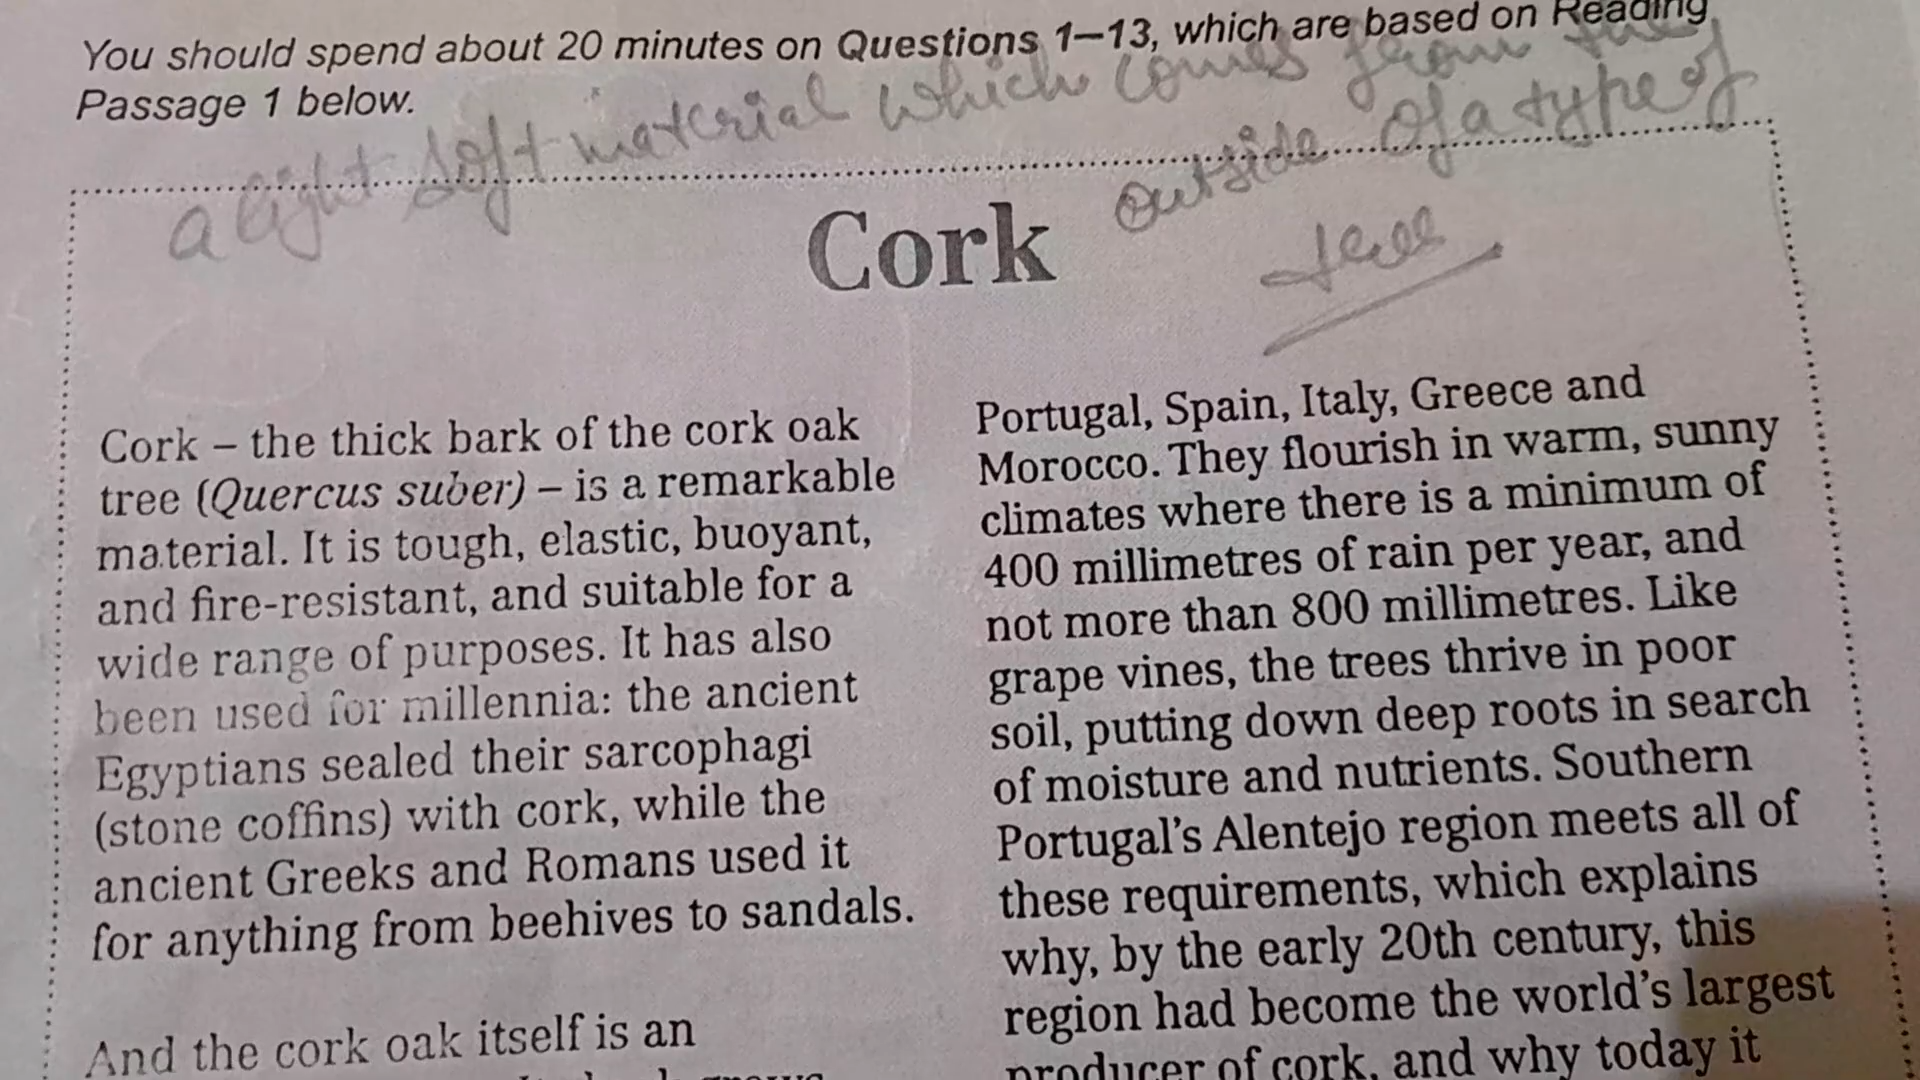 You should spend about 20 minutes on Questions 1–13, which are based on Reading
Passage 1 below.
a light soft material which comes from the
outside of a type of
tree
Cork
Cork – the thick bark of the cork oak
tree (Quercus suber) – is a remarkable
material. It is tough, elastic, buoyant,
and fire-resistant, and suitable for a
wide range of purposes. It has also
been used for millennia: the ancient
Egyptians sealed their sarcophagi
(stone coffins) with cork, while the
ancient Greeks and Romans used it
for anything from beehives to sandals.
And the cork oak itself is an
Portugal, Spain, Italy, Greece and
Morocco. They flourish in warm, sunny
climates where there is a minimum of
400 millimetres of rain per year, and
not more than 800 millimetres. Like
grape vines, the trees thrive in poor
soil, putting down deep roots in search
of moisture and nutrients. Southern
Portugal's Alentejo region meets all of
these requirements, which explains
why, by the early 20th century, this
region had become the world's largest
producer of cork, and why today it